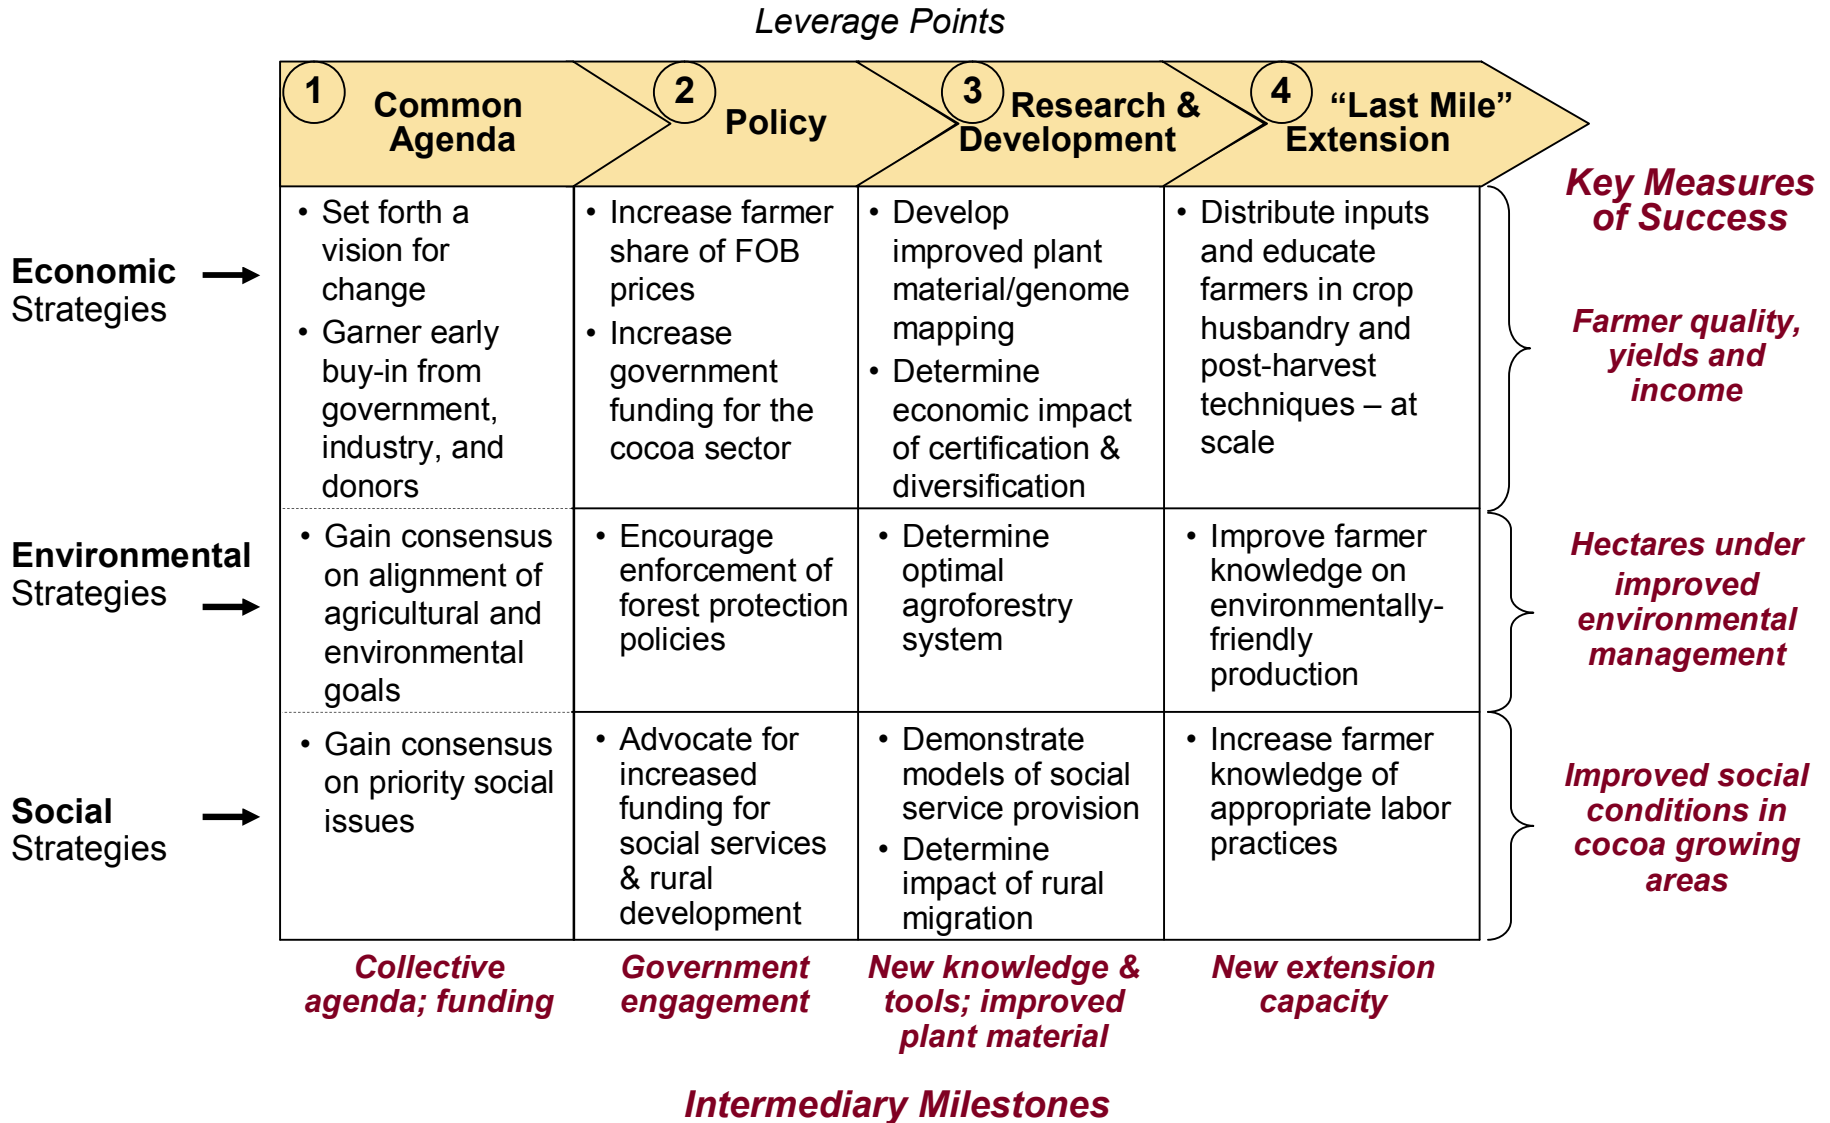 Leverage Points
1
Common
Agenda
2
Policy
3
Research &
Development
4
“Last Mile”
Extension
Key Measures
of Success
Economic
Strategies
• Set forth a
vision for
change
• Garner early
buy-in from
government,
industry, and
donors
• Increase farmer
share of FOB
prices
• Increase
government
funding for the
cocoa sector
• Develop
improved plant
material/genome
mapping
• Determine
economic impact
of certification &
diversification
• Distribute inputs
and educate
farmers in crop
husbandry and
post-harvest
techniques – at
scale
Farmer quality,
yields and
income
Environmental
Strategies
• Gain consensus
on alignment of
agricultural and
environmental
goals
• Encourage
enforcement of
forest protection
policies
• Determine
optimal
agroforestry
system
• Improve farmer
knowledge on
environmentally-
friendly
production
Hectares under
improved
environmental
management
Social
Strategies
• Gain consensus
on priority social
issues
• Advocate for
increased
funding for
social services
& rural
development
• Demonstrate
models of social
service provision
• Determine
impact of rural
migration
• Increase farmer
knowledge of
appropriate labor
practices
Improved social
conditions in
cocoa growing
areas
Collective
agenda; funding
Government
engagement
New knowledge &
tools; improved
plant material
New extension
capacity
Intermediary Milestones